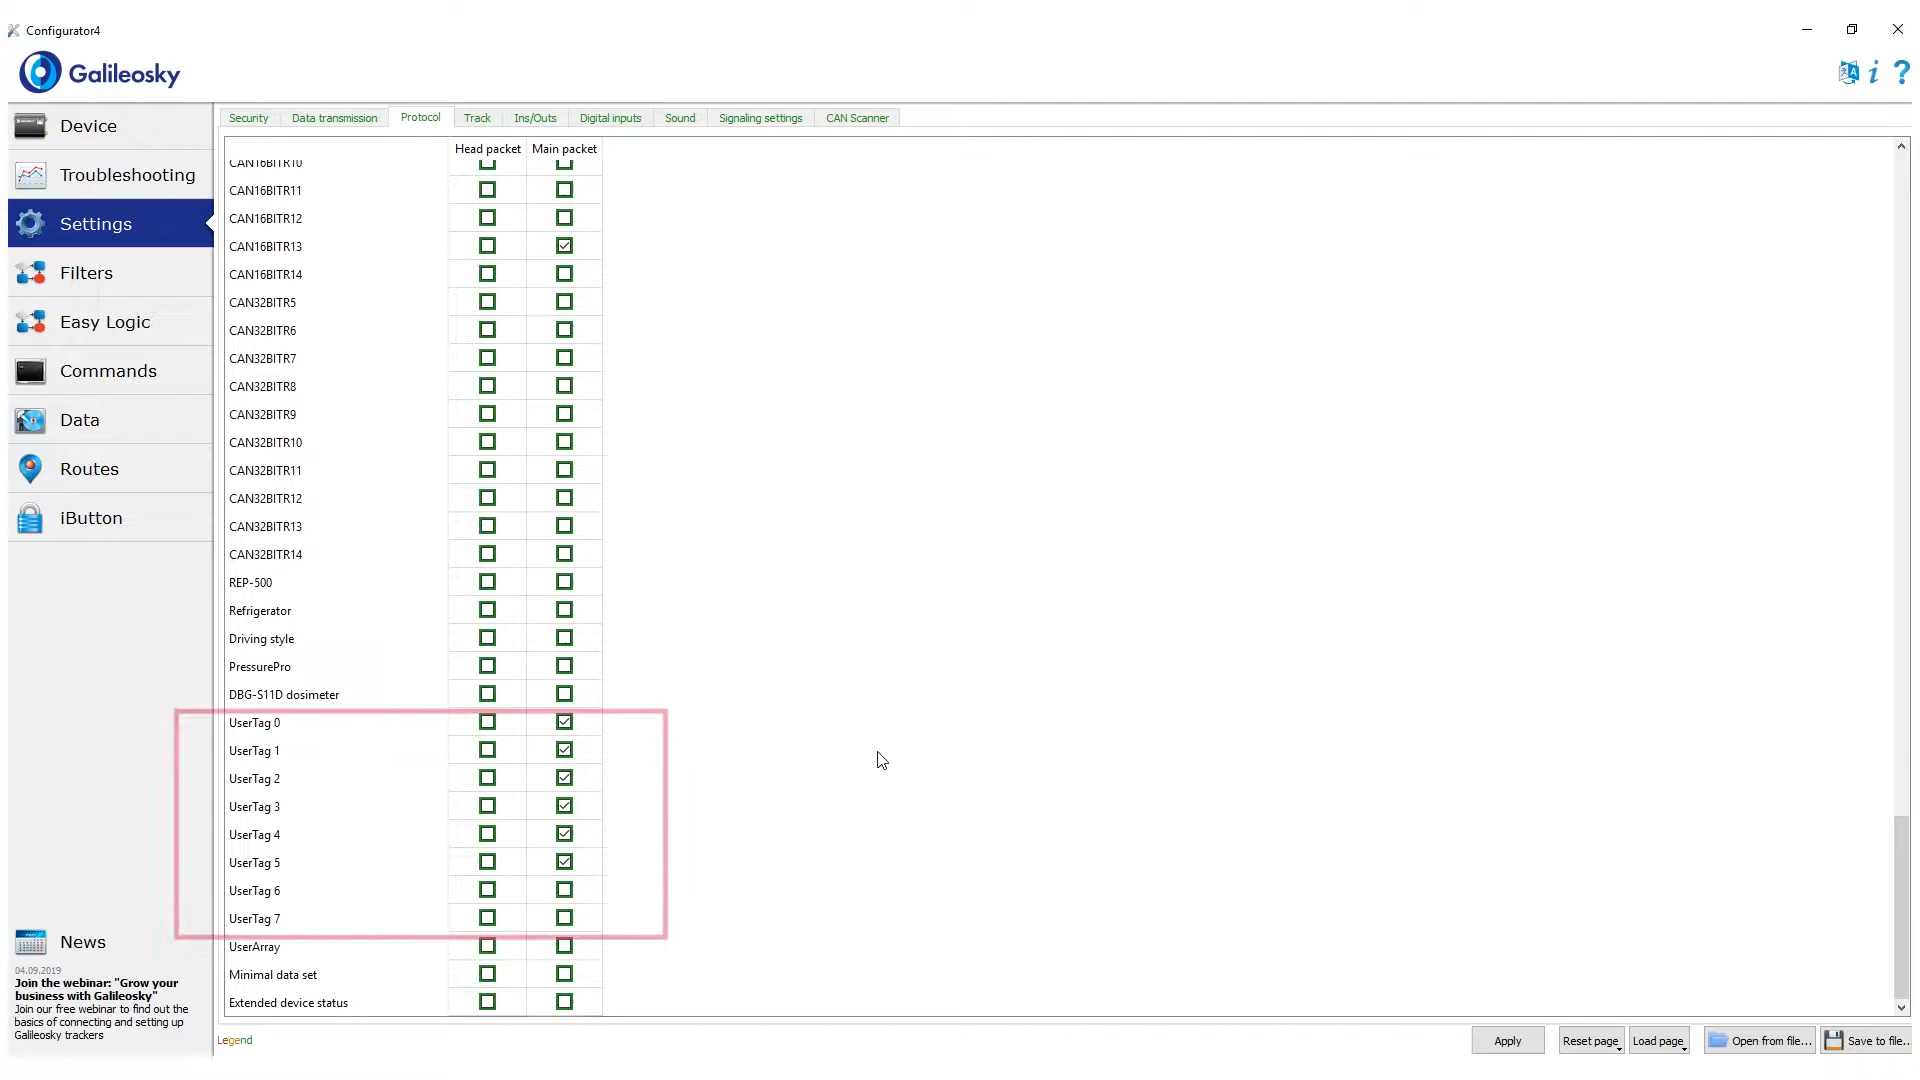 Configurator4
Galileosky
Device
Troubleshooting
Settings
Filters
Easy Logic
Commands
Data
Routes
iButton
News
04.09.2019
Join the webinar: "Grow your
business with Galileosky"
Join our free webinar to find out the
basics of connecting and setting up
Galileosky trackers
Security
Data transmission
Protocol
Track
Ins/Outs
Digital inputs
Sound
Signaling settings
CAN Scanner
Head packet
Main packet
CAN16BITR10
CAN16BITR11
CAN16BITR12
CAN16BITR13
CAN16BITR14
CAN32BITR5
CAN32BITR6
CAN32BITR7
CAN32BITR8
CAN32BITR9
CAN32BITR10
CAN32BITR11
CAN32BITR12
CAN32BITR13
CAN32BITR14
REP-500
Refrigerator
Driving style
PressurePro
DBG-S11D dosimeter
UserTag 0
UserTag 1
UserTag 2
UserTag 3
UserTag 4
UserTag 5
UserTag 6
UserTag 7
UserArray
Minimal data set
Extended device status
Legend
Apply
Reset page
Load page
Open from file...
Save to file...